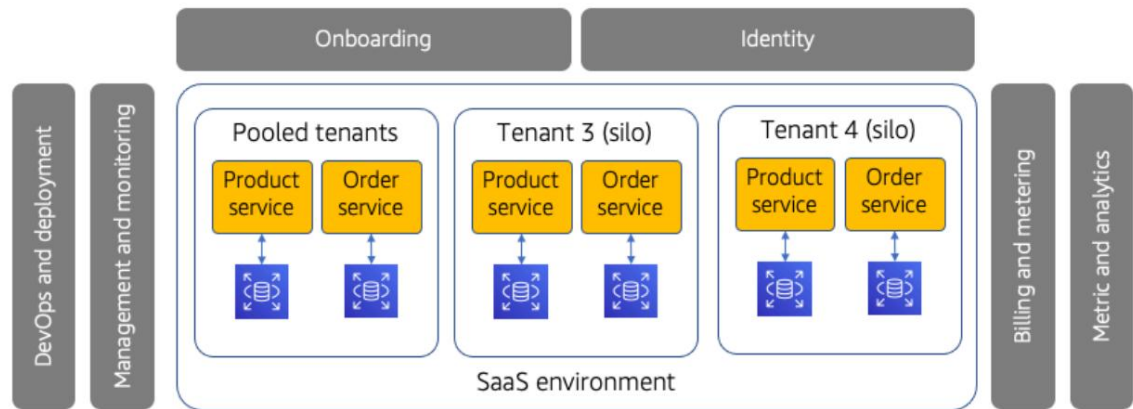 Onboarding
Identity
DevOps and deployment
Management and monitoring
Pooled tenants
Product
service
Order
service
Tenant 3 (silo)
Product
service
Order
service
Tenant 4 (silo)
Product
service
Order
service
SaaS environment
Billing and metering
Metric and analytics